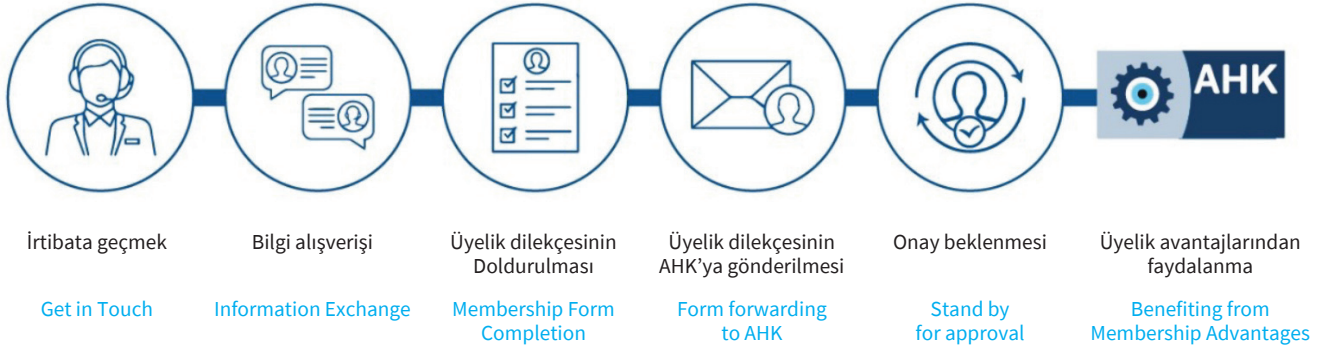 AHK
İrtibata geçmek
Bilgi alışverişi
Üyelik dilekçesinin
Doldurulması
Üyelik dilekçesinin
AHK’ya gönderilmesi
Onay beklenmesi
Üyelik avantajlarından
faydalanma
Get in Touch
Information Exchange
Membership Form
Completion
Form forwarding
to AHK
Stand by
for approval
Benefiting from
Membership Advantages